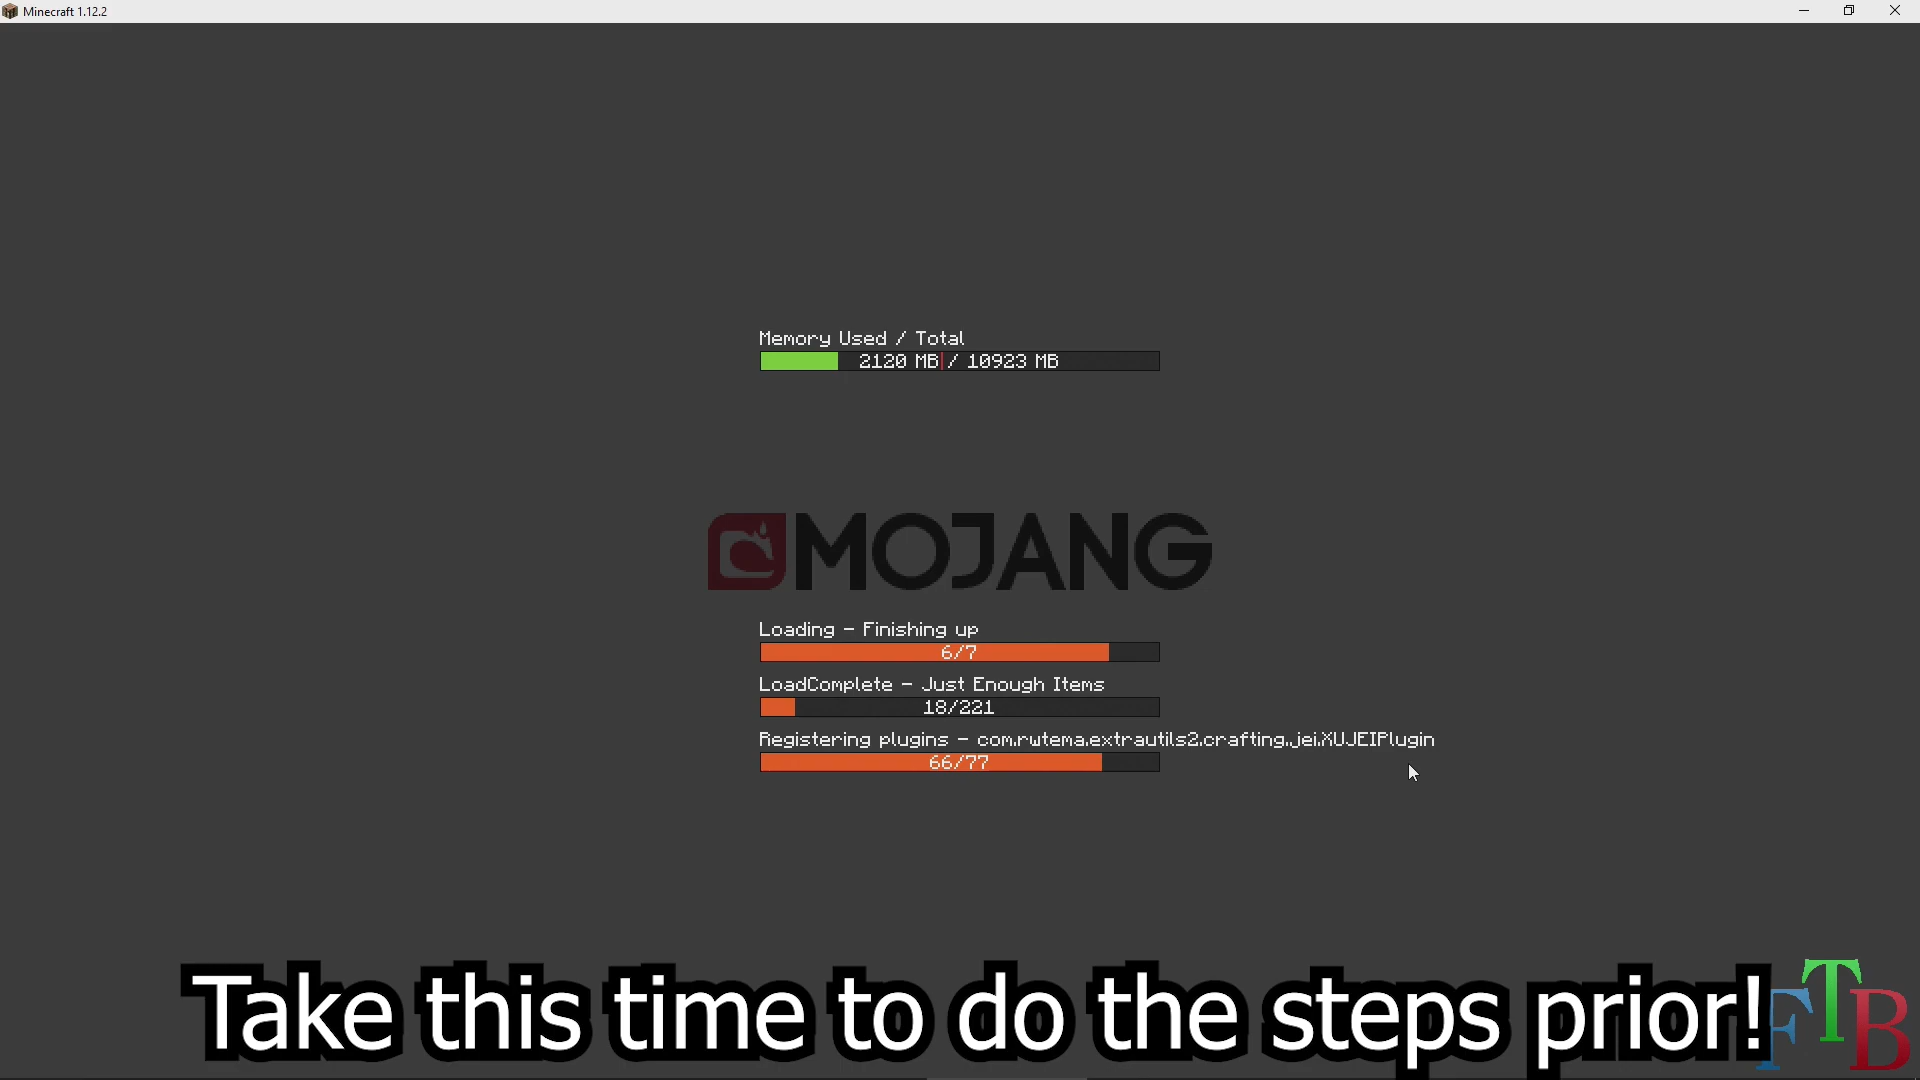 Minecraft 1.12.2
Memory Used / Total
2120 MB / 10923 MB
MOJANG
Loading - Finishing up
6/7
LoadComplete - Just Enough Items
18/221
Registering plugins - com.rwtema.extrautils2.crafting.jei.XUJEIPlugin
66/77
Take this time to do the steps prior!
FTB